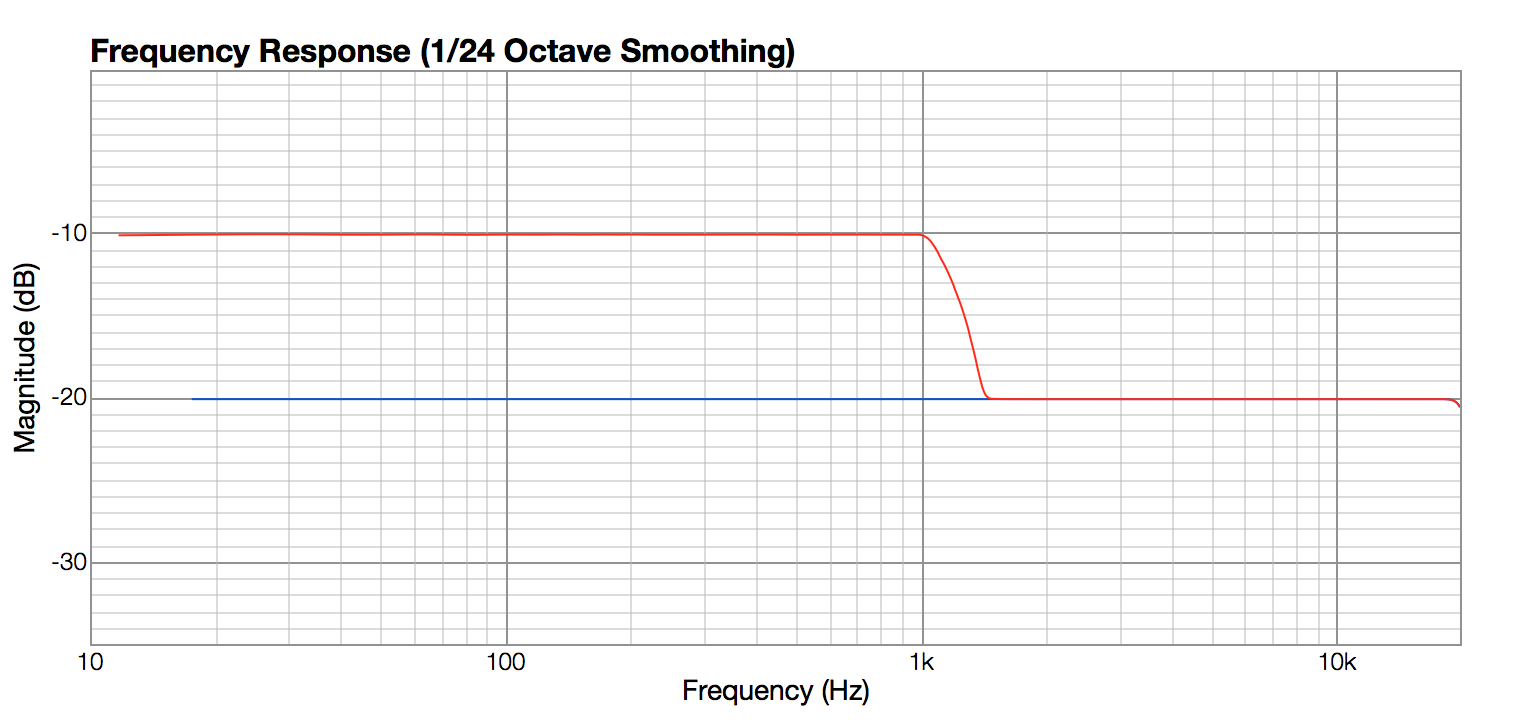 Frequency Response (1/24 Octave Smoothing)
-10
-20
-30
Magnitude (dB)
10 100 1k 10k
Frequency (Hz)